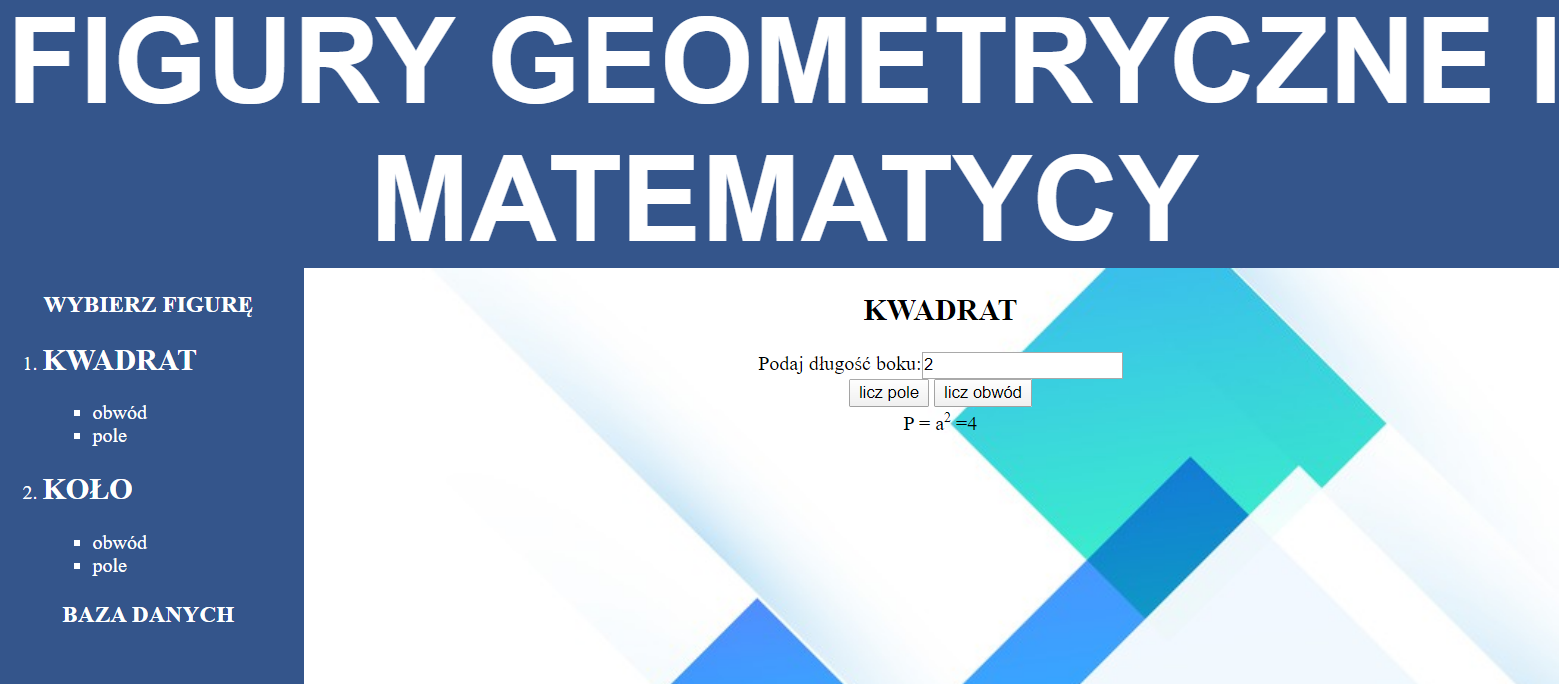 FIGURY GEOMETRYCZNE I
MATEMATYCY
WYBIERZ FIGURĘ
1. KWADRAT
▪ obwód
▪ pole
2. KOŁO
▪ obwód
▪ pole
BAZA DANYCH
KWADRAT
Podaj długość boku:2
licz pole licz obwód
P = a² =4